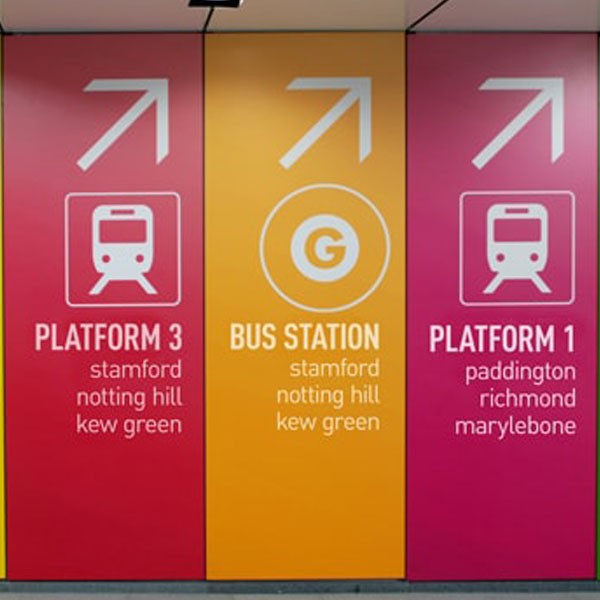 PLATFORM 3
stamford
notting hill
kew green
G
BUS STATION
stamford
notting hill
kew green
PLATFORM 1
paddington
richmond
marylebone